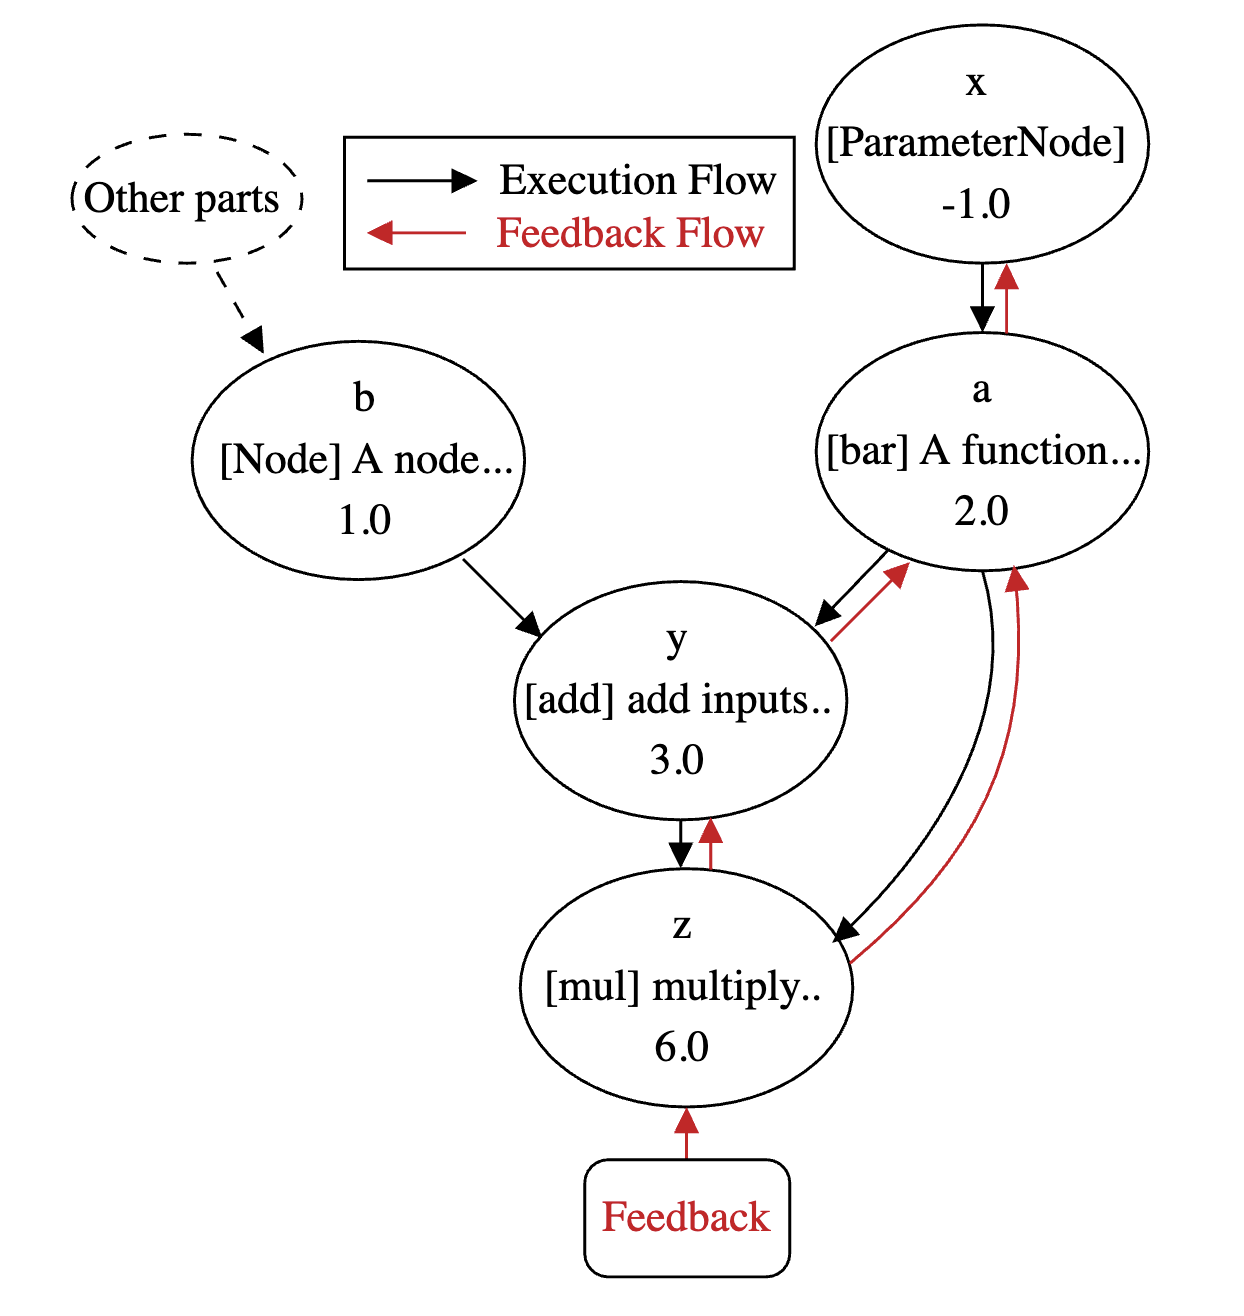 x
[ParameterNode]
-1.0
Other parts
Execution Flow
Feedback Flow
b
[Node] A node...
1.0
a
[bar] A function...
2.0
y
[add] add inputs..
3.0
z
[mul] multiply..
6.0
Feedback